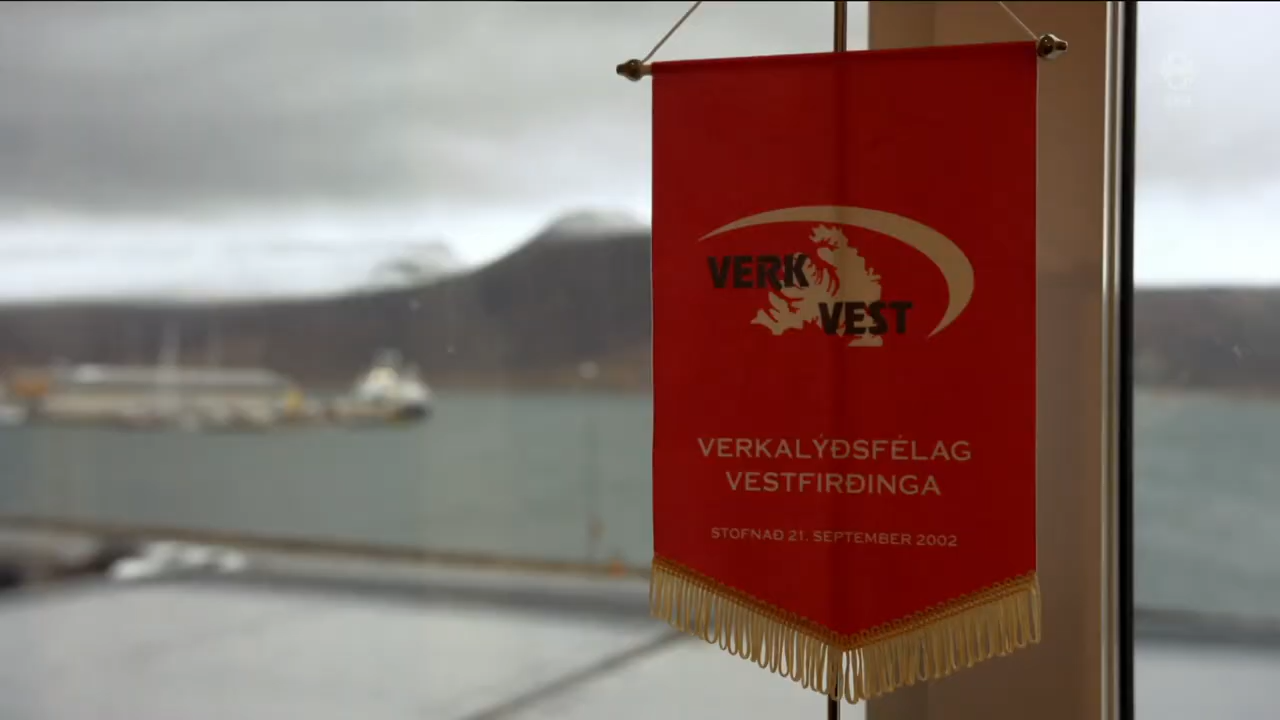 VERK
VEST
VERKALÝÐSFÉLAG
VESTFIRÐINGA
STOFNAÐ 21. SEPTEMBER 2002